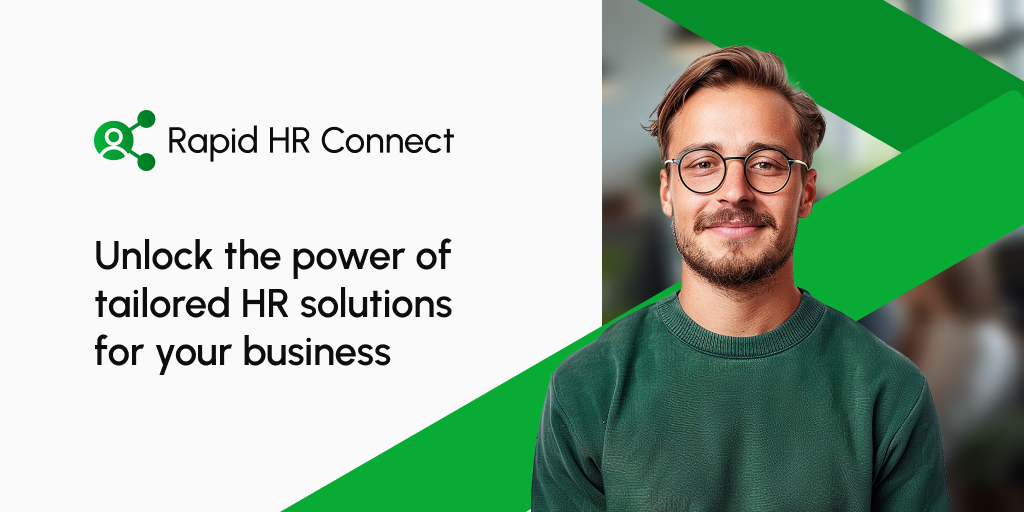 Rapid HR Connect
Unlock the power of
tailored HR solutions
for your business